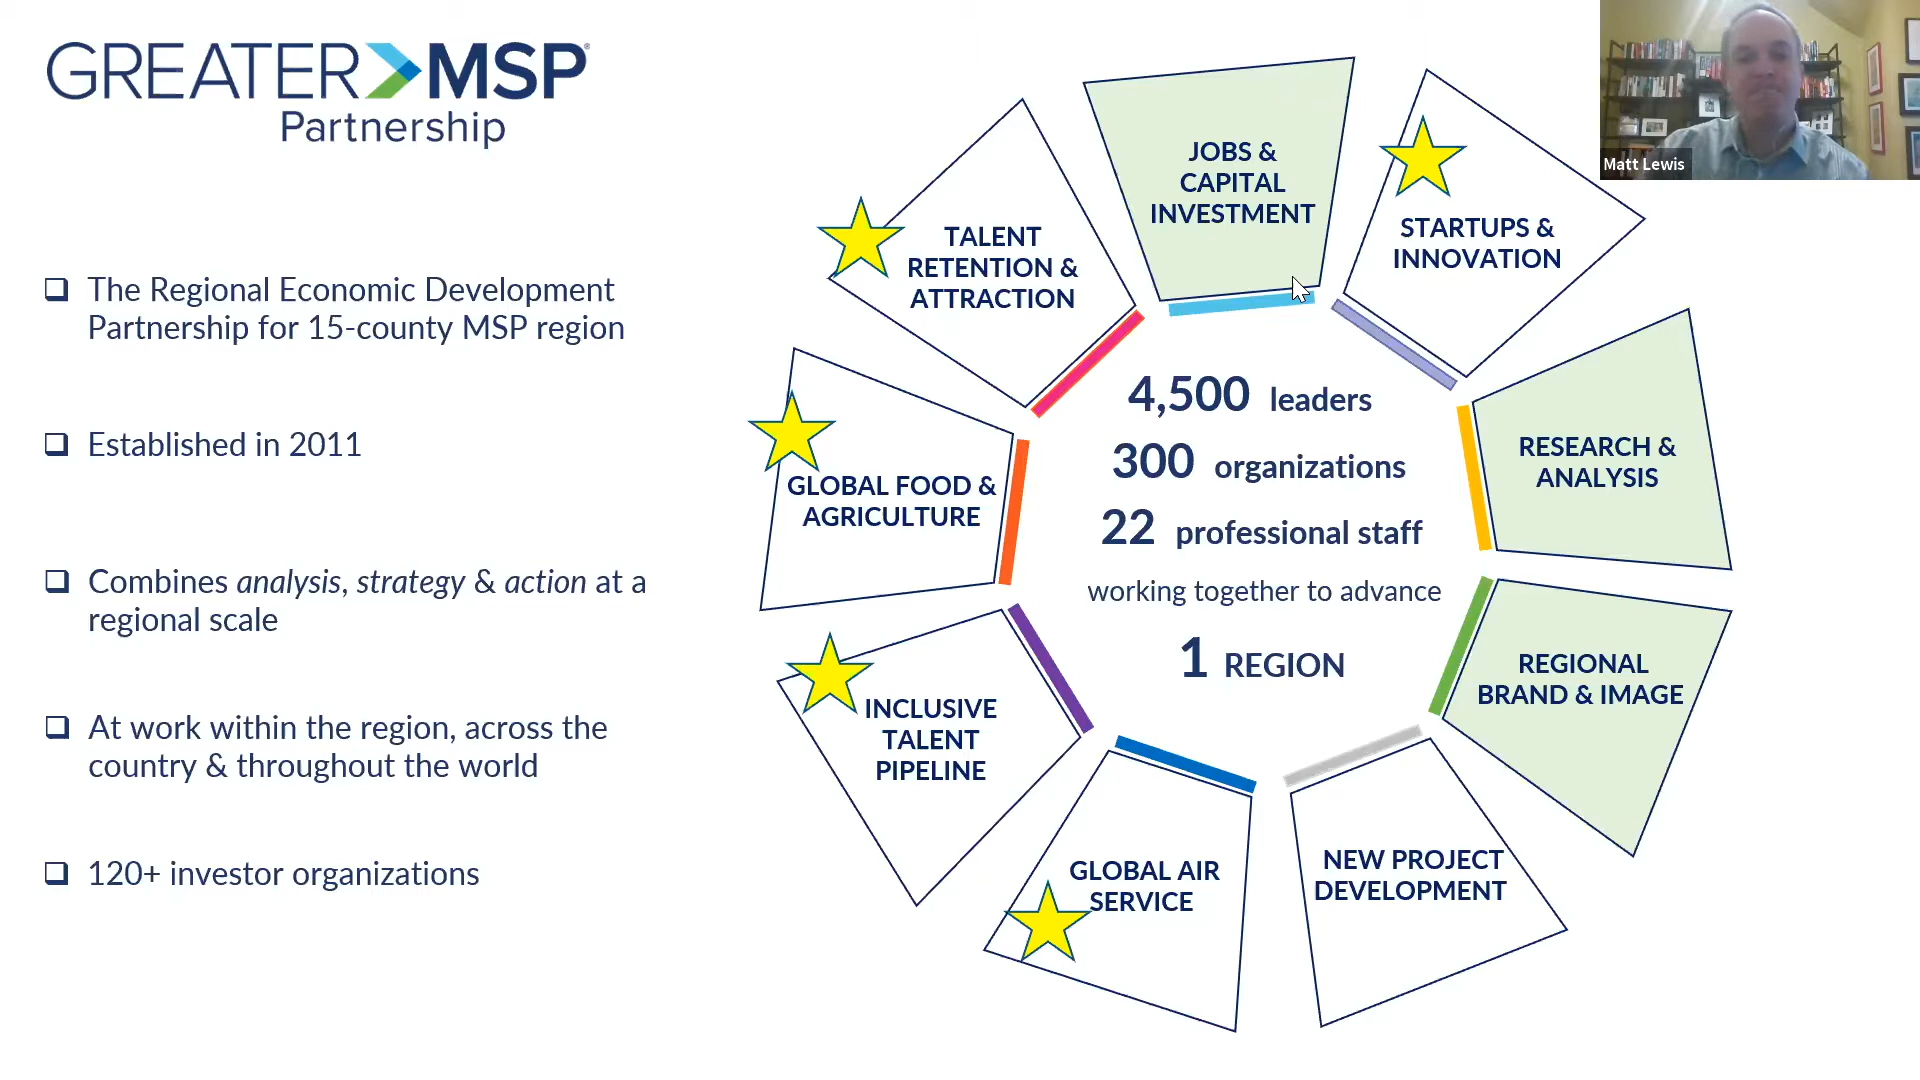 GREATER MSP
Partnership
The Regional Economic Development
Partnership for 15-county MSP region
Established in 2011
Combines analysis, strategy & action at a
regional scale
At work within the region, across the
country & throughout the world
120+ investor organizations
JOBS &
CAPITAL
INVESTMENT
STARTUPS &
INNOVATION
RESEARCH &
ANALYSIS
REGIONAL
BRAND & IMAGE
NEW PROJECT
DEVELOPMENT
GLOBAL AIR
SERVICE
INCLUSIVE
TALENT
PIPELINE
GLOBAL FOOD &
AGRICULTURE
TALENT
RETENTION &
ATTRACTION
4,500 leaders
300 organizations
22 professional staff
working together to advance
1 REGION
Matt Lewis